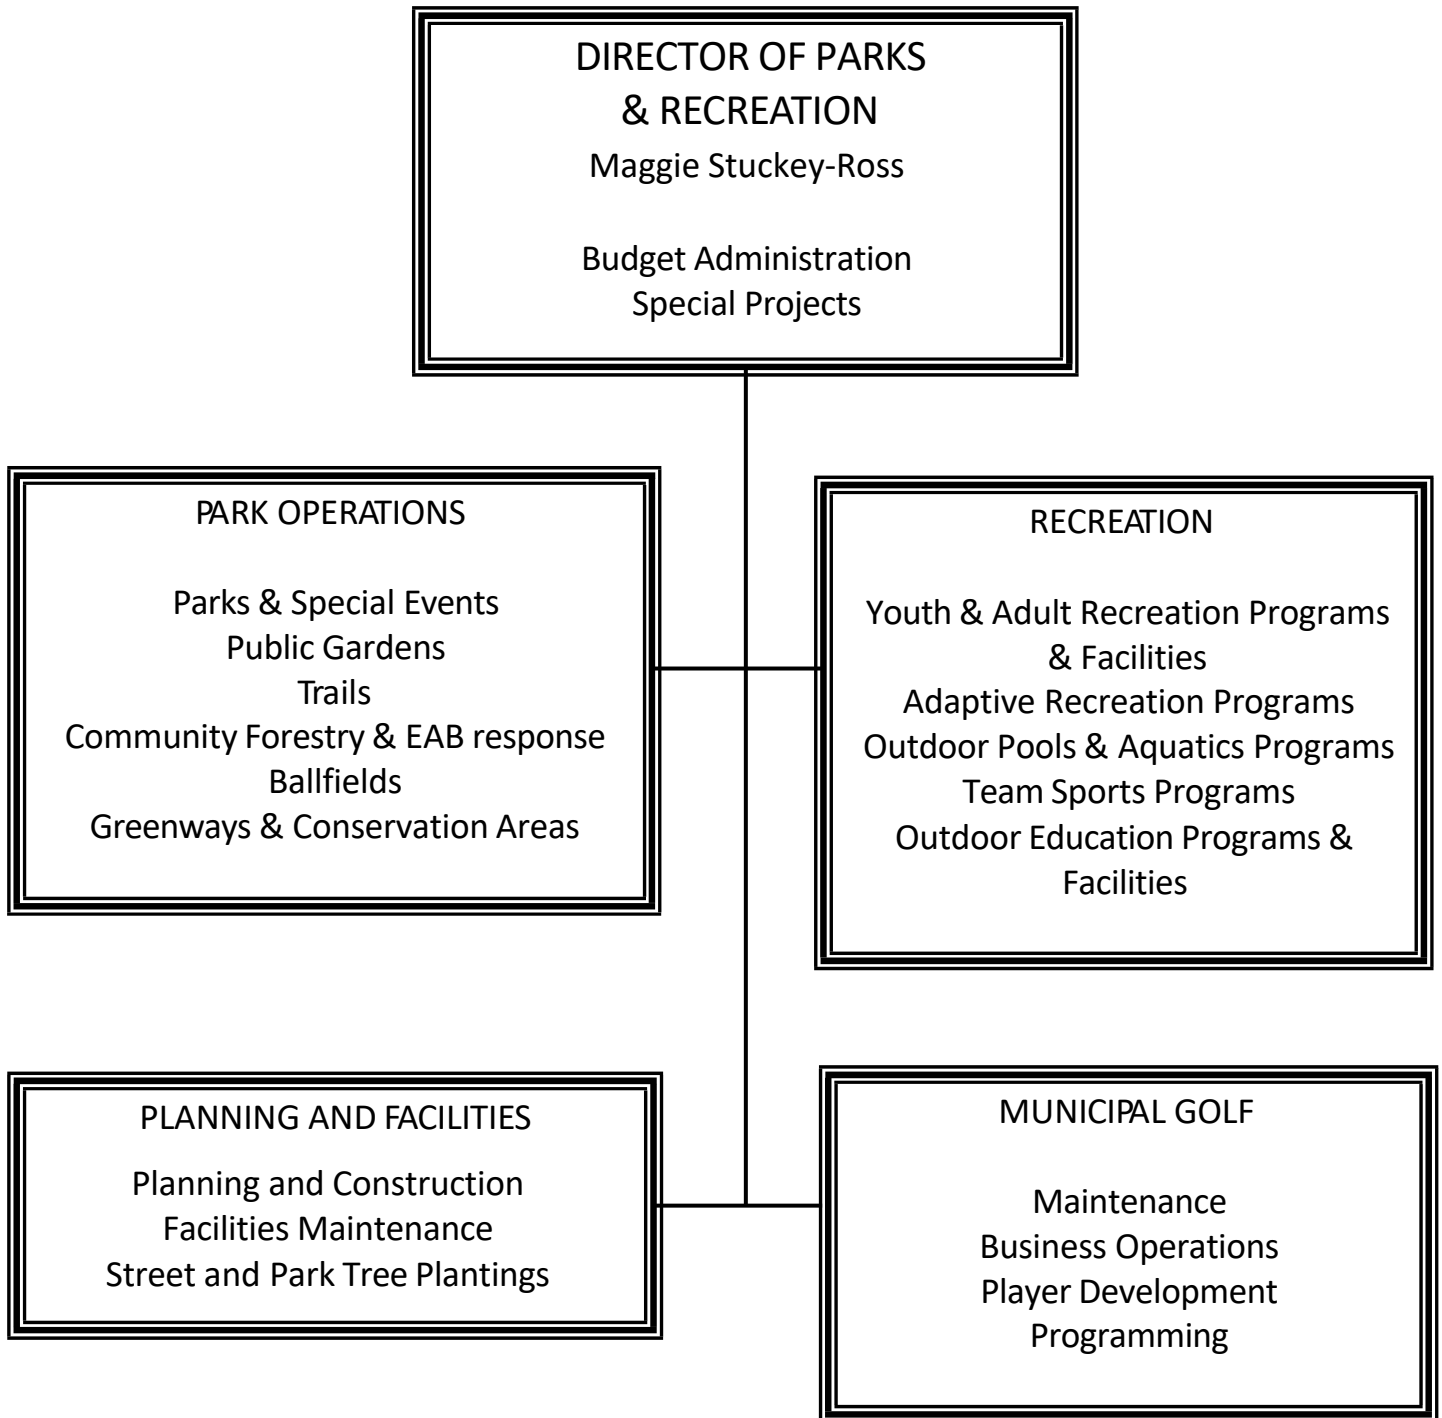 DIRECTOR OF PARKS
& RECREATION
Maggie Stuckey-Ross
Budget Administration
Special Projects
PARK OPERATIONS
Parks & Special Events
Public Gardens
Trails
Community Forestry & EAB response
Ballfields
Greenways & Conservation Areas
RECREATION
Youth & Adult Recreation Programs
& Facilities
Adaptive Recreation Programs
Outdoor Pools & Aquatics Programs
Team Sports Programs
Outdoor Education Programs &
Facilities
PLANNING AND FACILITIES
Planning and Construction
Facilities Maintenance
Street and Park Tree Plantings
MUNICIPAL GOLF
Maintenance
Business Operations
Player Development
Programming